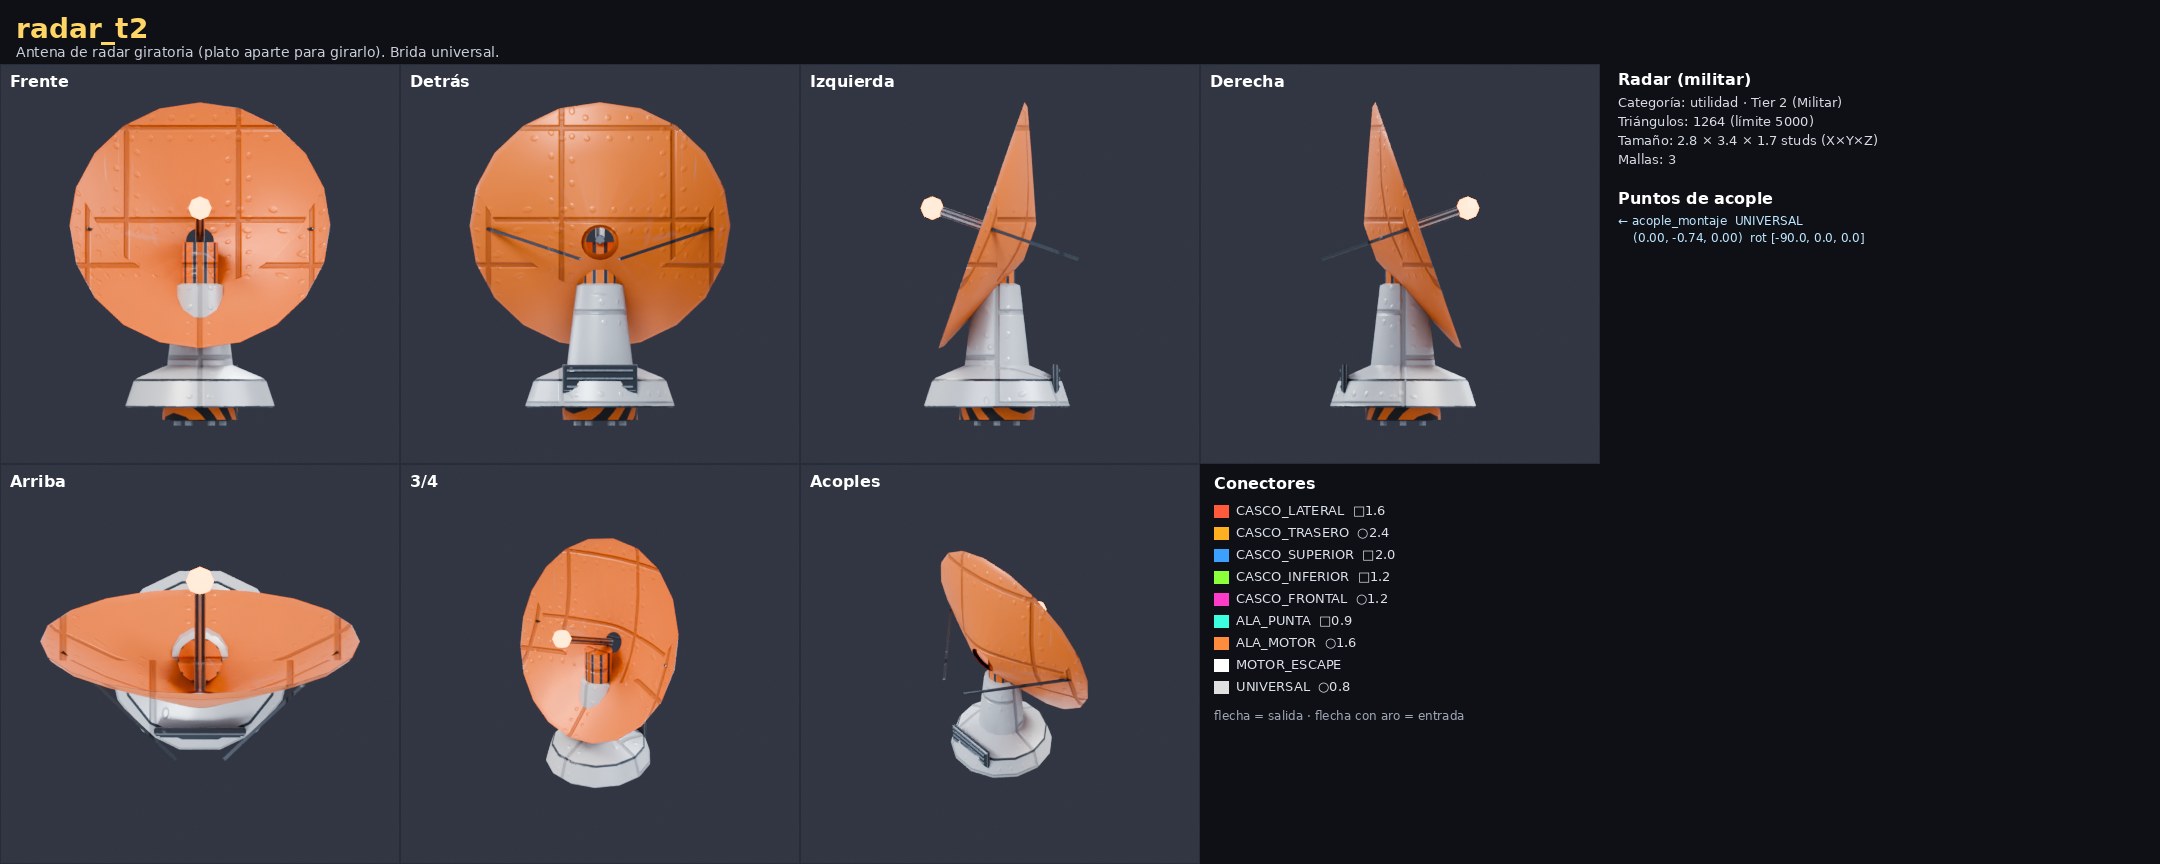 radar_t2
Antena de radar giratoria (plato aparte para girarlo). Brida universal.
Frente
Detrás
Izquierda
Derecha
Radar (militar)
Categoría: utilidad · Tier 2 (Militar)
Triángulos: 1264 (límite 5000)
Tamaño: 2.8 × 3.4 × 1.7 studs (X×Y×Z)
Mallas: 3
Puntos de acople
← acople_montaje UNIVERSAL
(0.00, -0.74, 0.00) rot [-90.0, 0.0, 0.0]
Arriba
3/4
Acoples
Conectores
CASCO_LATERAL □1.6
CASCO_TRASERO ○2.4
CASCO_SUPERIOR □2.0
CASCO_INFERIOR □1.2
CASCO_FRONTAL ○1.2
ALA_PUNTA □0.9
ALA_MOTOR ○1.6
MOTOR_ESCAPE
UNIVERSAL ○0.8
flecha = salida · flecha con aro = entrada